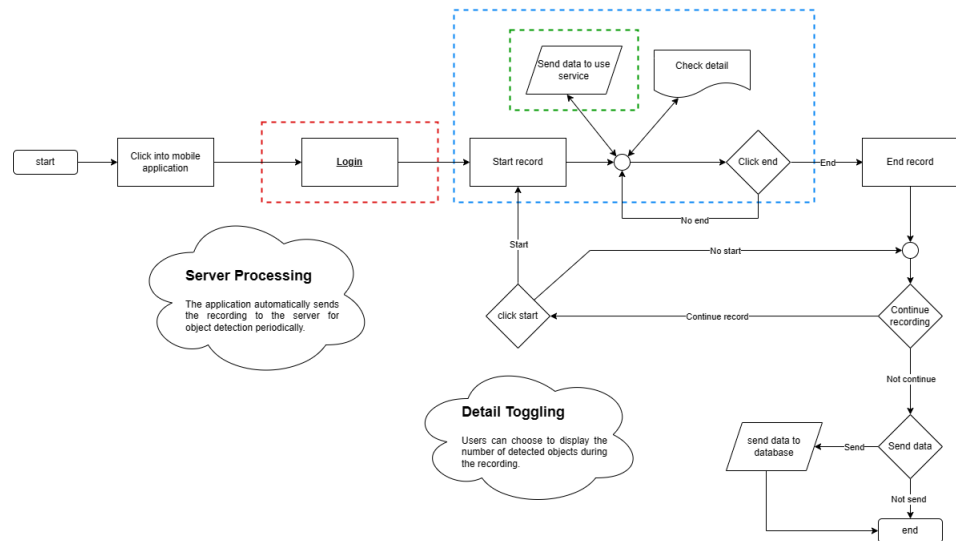 Send data to use
service
Check detail
start
Click into mobile
application
Login
Start record
Click end
End
End record
No end
Start
No start
Server Processing
The application automatically sends
the recording to the server for
object detection periodically.
click start
Continue record
Continue
recording
Not continue
Detail Toggling
Users can choose to display the
number of detected objects during
the recording.
send data to
database
Send
Send data
Not send
end